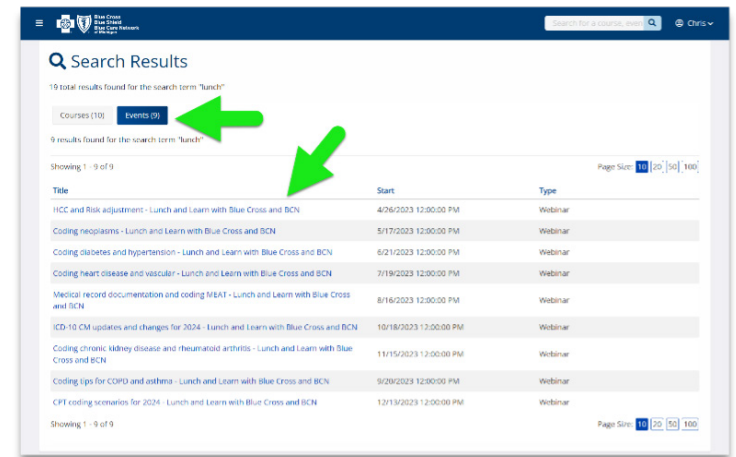 Blue Cross
Blue Shield
Blue Care Network
of Michigan
Search for a course, even
Chris
Search Results
19 total results found for the search term "lunch"
Courses (10) Events (9)
9 results found for the search term "lunch"
Showing 1 - 9 of 9 Page Size: 10 20 50 100
Title Start Type
HCC and Risk adjustment - Lunch and Learn with Blue Cross and BCN 4/26/2023 12:00:00 PM Webinar
Coding neoplasms - Lunch and Learn with Blue Cross and BCN 5/17/2023 12:00:00 PM Webinar
Coding diabetes and hypertension - Lunch and Learn with Blue Cross and BCN 6/21/2023 12:00:00 PM Webinar
Coding heart disease and vascular - Lunch and Learn with Blue Cross and BCN 7/19/2023 12:00:00 PM Webinar
Medical record documentation and coding MEAT - Lunch and Learn with Blue Cross
and BCN 8/16/2023 12:00:00 PM Webinar
ICD-10 CM updates and changes for 2024 - Lunch and Learn with Blue Cross and BCN 10/18/2023 12:00:00 PM Webinar
Coding chronic kidney disease and rheumatoid arthritis - Lunch and Learn with Blue
Cross and BCN 11/15/2023 12:00:00 PM Webinar
Coding tips for COPD and asthma - Lunch and Learn with Blue Cross and BCN 9/20/2023 12:00:00 PM Webinar
CPT coding scenarios for 2024 - Lunch and Learn with Blue Cross and BCN 12/13/2023 12:00:00 PM Webinar
Showing 1 - 9 of 9 Page Size: 10 20 50 100